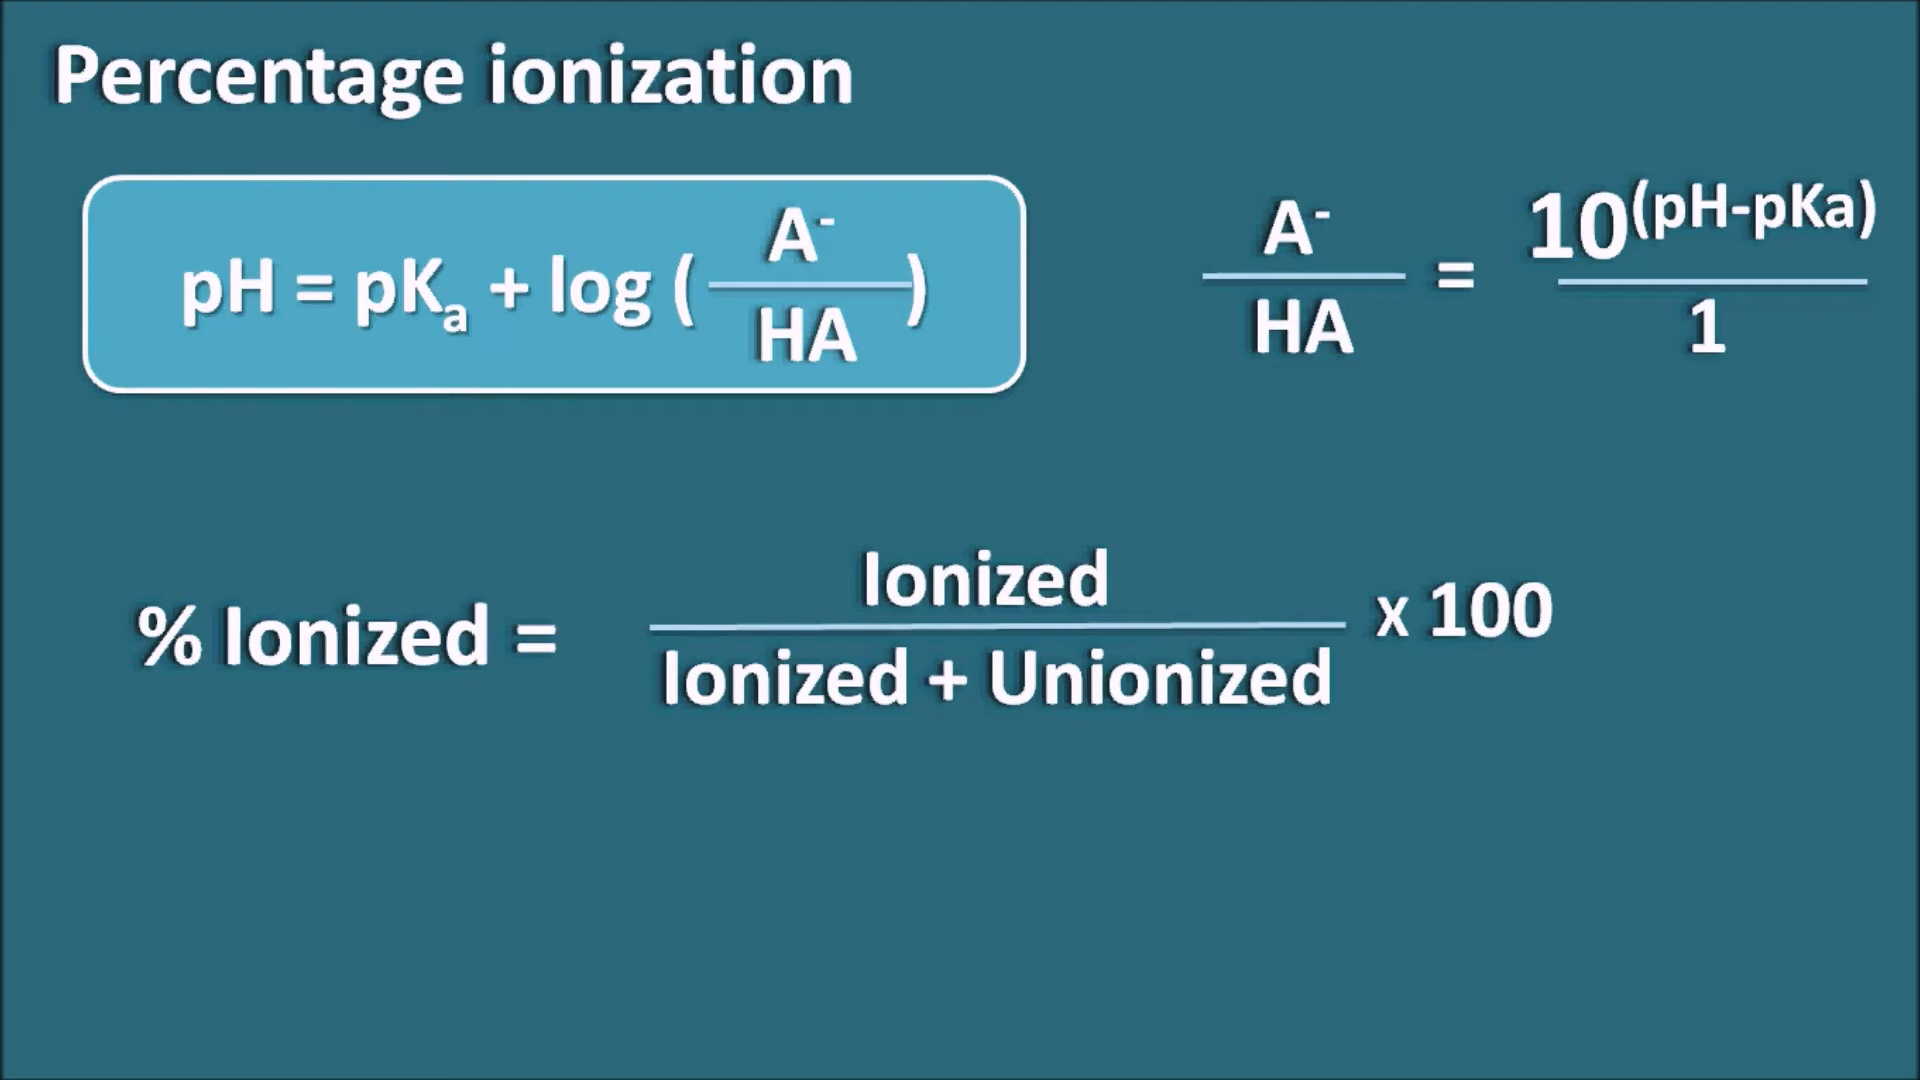 Percentage ionization
pH = pKₐ + log ( A⁻ / HA )
A⁻ / HA = 10⁽ᵖᴴ⁻ᵖᴷᵃ⁾ / 1
% Ionized = Ionized / Ionized + Unionized x 100